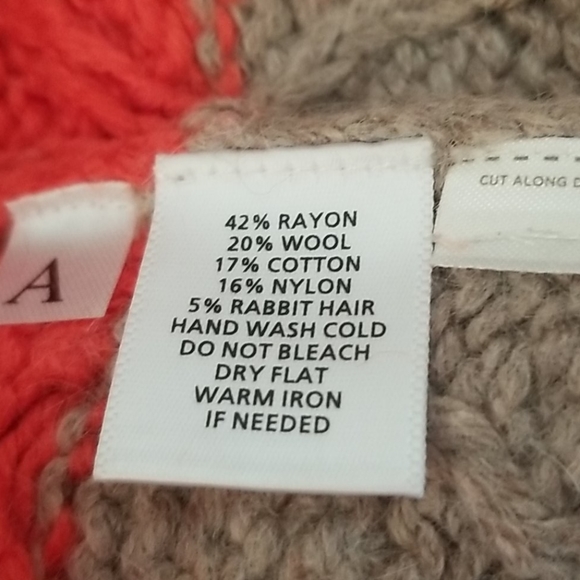 A
42% RAYON
20% WOOL
17% COTTON
16% NYLON
5% RABBIT HAIR
HAND WASH COLD
DO NOT BLEACH
DRY FLAT
WARM IRON
IF NEEDED
CUT ALONG D